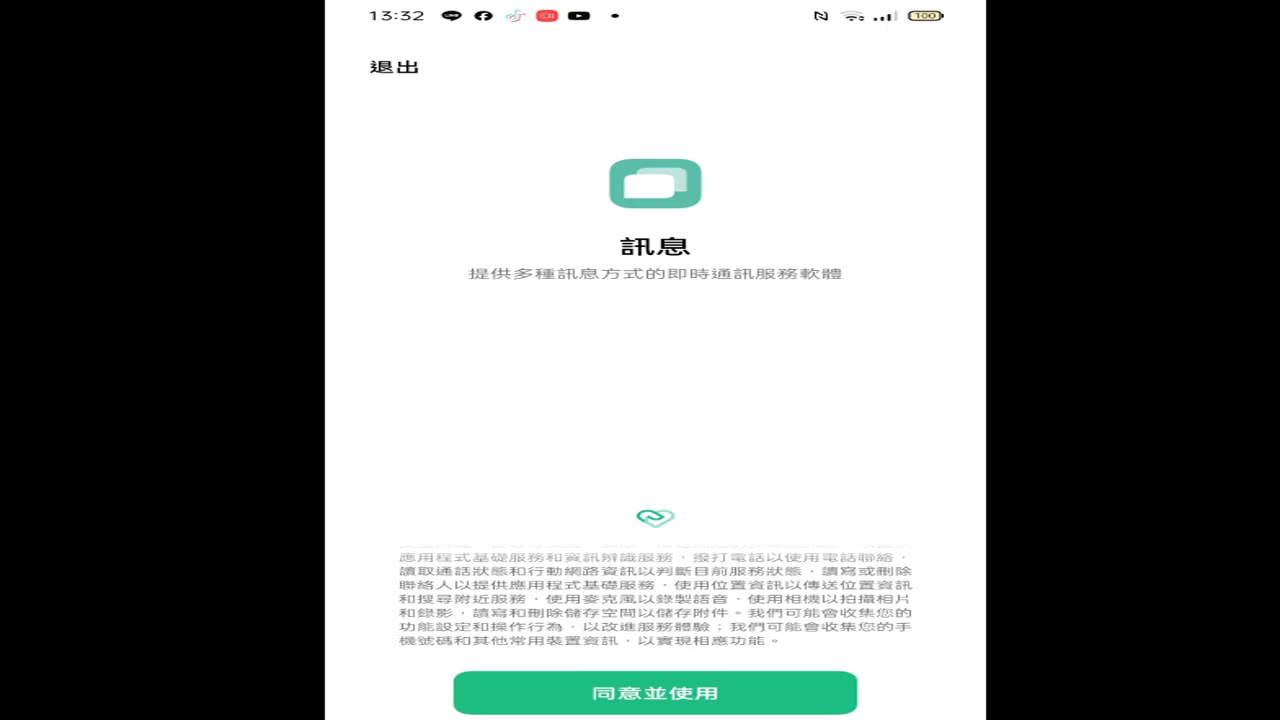 13:32
100
退出
訊息
提供多種訊息方式的即時通訊服務軟體
應用程式基礎服務和資訊辨識服務，撥打電話以使用電話聯絡，
讀取通話狀態和行動網路資訊以判斷目前服務狀態，讀寫或刪除
聯絡人以提供應用程式基礎服務，使用位置資訊以傳送位置資訊
和搜尋附近服務，使用麥克風以錄製語音，使用相機以拍攝相片
和錄影，讀寫和刪除儲存空間以儲存附件。我們可能會收集您的
功能設定和操作行為，以改進服務體驗；我們可能會收集您的手
機號碼和其他常用裝置資訊，以實現相應功能。
同意並使用